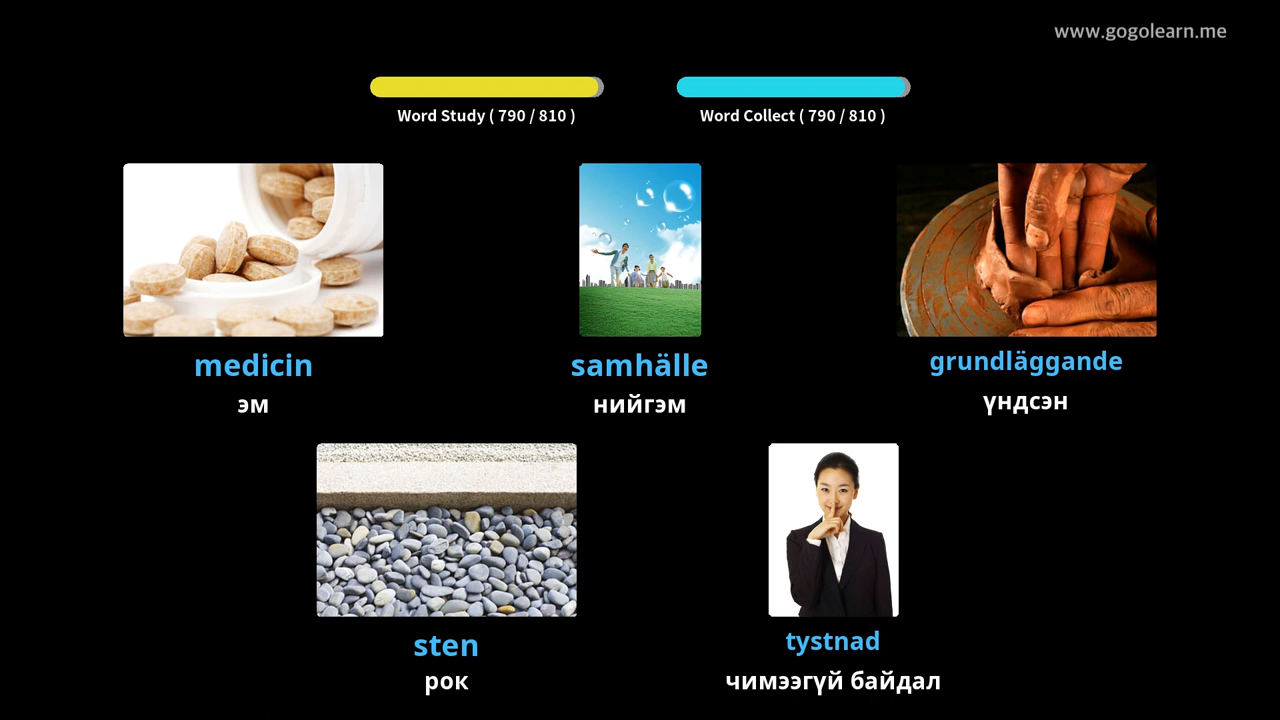 www.gogolearn.me
Word Study ( 790 / 810 )
Word Collect ( 790 / 810 )
medicin
samhälle
grundläggande
эм
нийгэм
үндсэн
sten
tystnad
рок
чимээгүй байдал